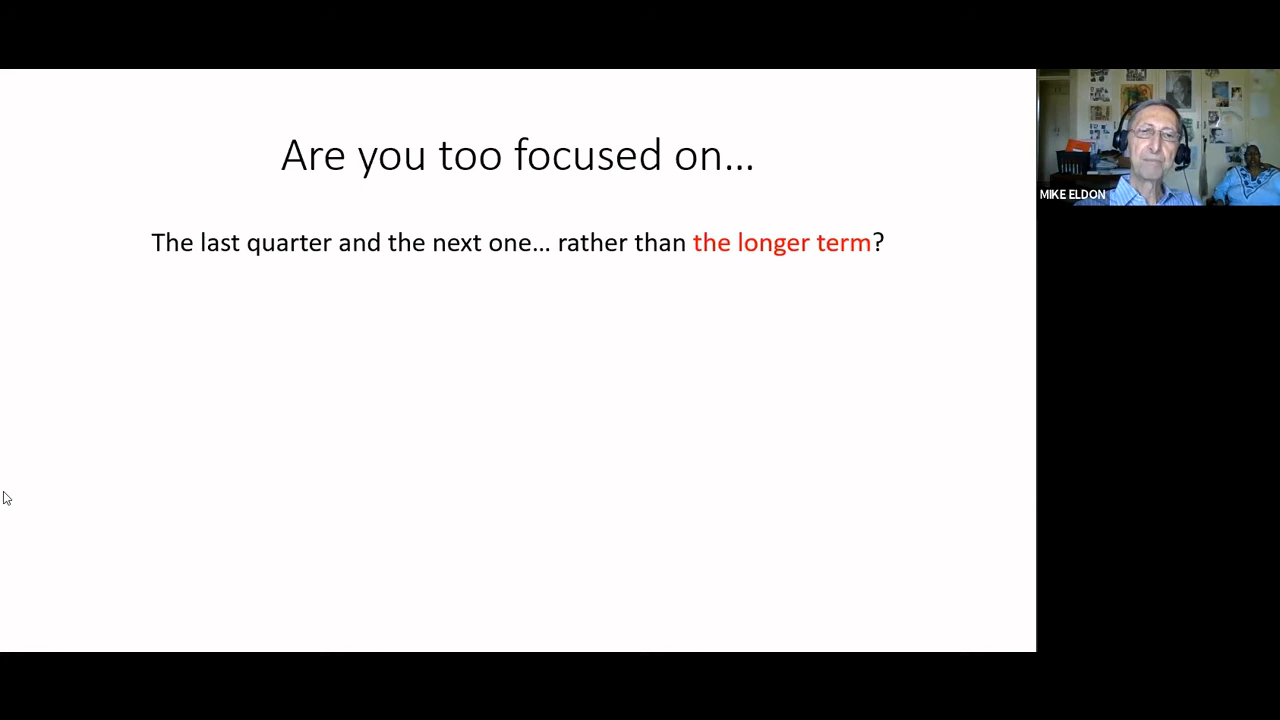 Are you too focused on...
The last quarter and the next one... rather than the longer term?
MIKE ELDON